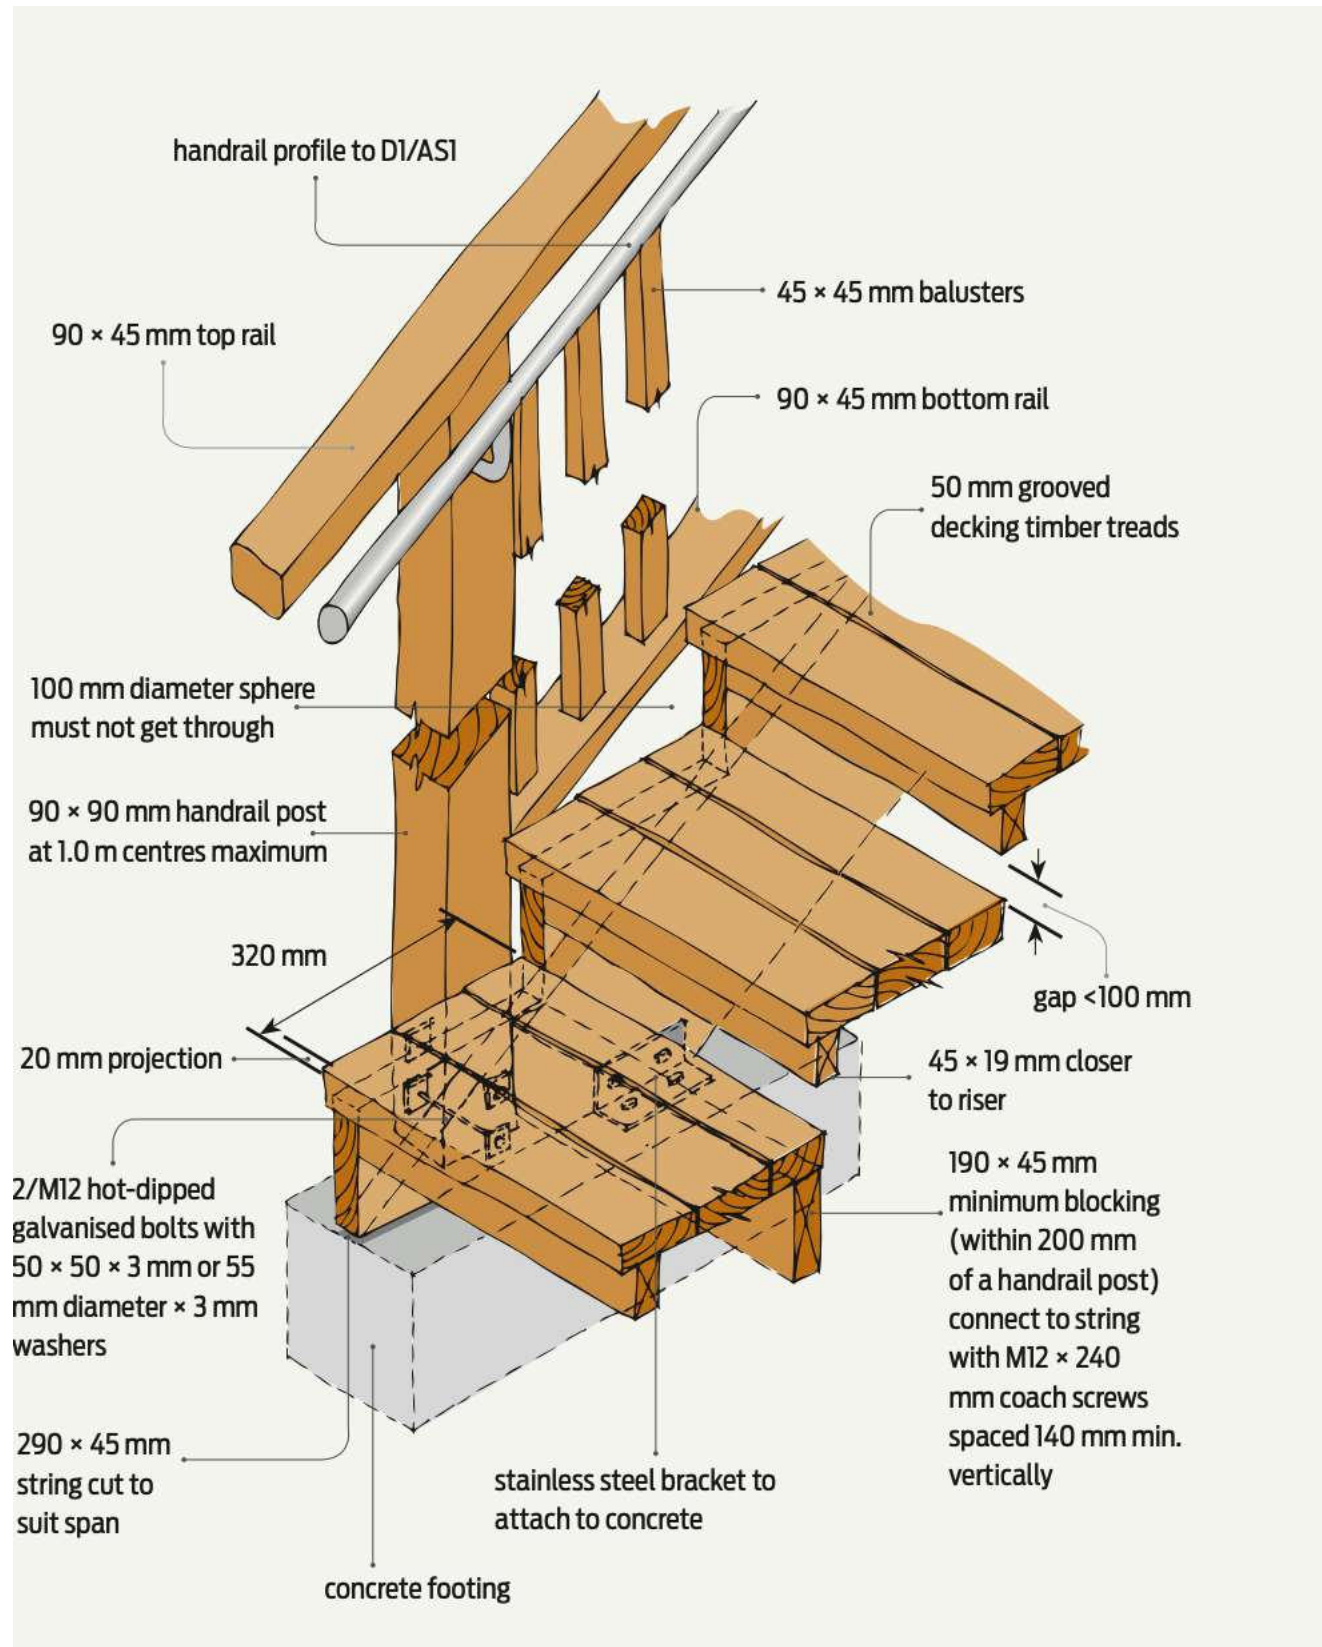 handrail profile to D1/AS1
45 × 45 mm balusters
90 × 45 mm top rail
90 × 45 mm bottom rail
50 mm grooved
decking timber treads
100 mm diameter sphere
must not get through
90 × 90 mm handrail post
at 1.0 m centres maximum
320 mm
gap <100 mm
20 mm projection
45 × 19 mm closer
to riser
2/M12 hot-dipped
galvanised bolts with
50 × 50 × 3 mm or 55
mm diameter × 3 mm
washers
190 × 45 mm
minimum blocking
(within 200 mm
of a handrail post)
connect to string
with M12 × 240
mm coach screws
spaced 140 mm min.
vertically
290 × 45 mm
string cut to
suit span
stainless steel bracket to
attach to concrete
concrete footing